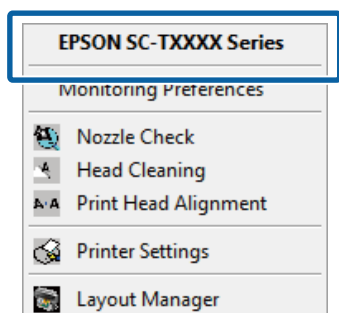 EPSON SC-TXXXX Series
Monitoring Preferences
Nozzle Check
Head Cleaning
Print Head Alignment
Printer Settings
Layout Manager